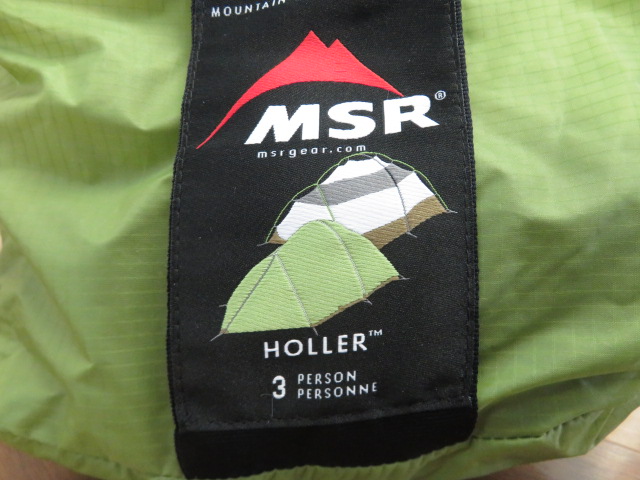 MOUNTAIN
MSR®
msrgear.com
HOLLER™
3 PERSON
PERSONNE